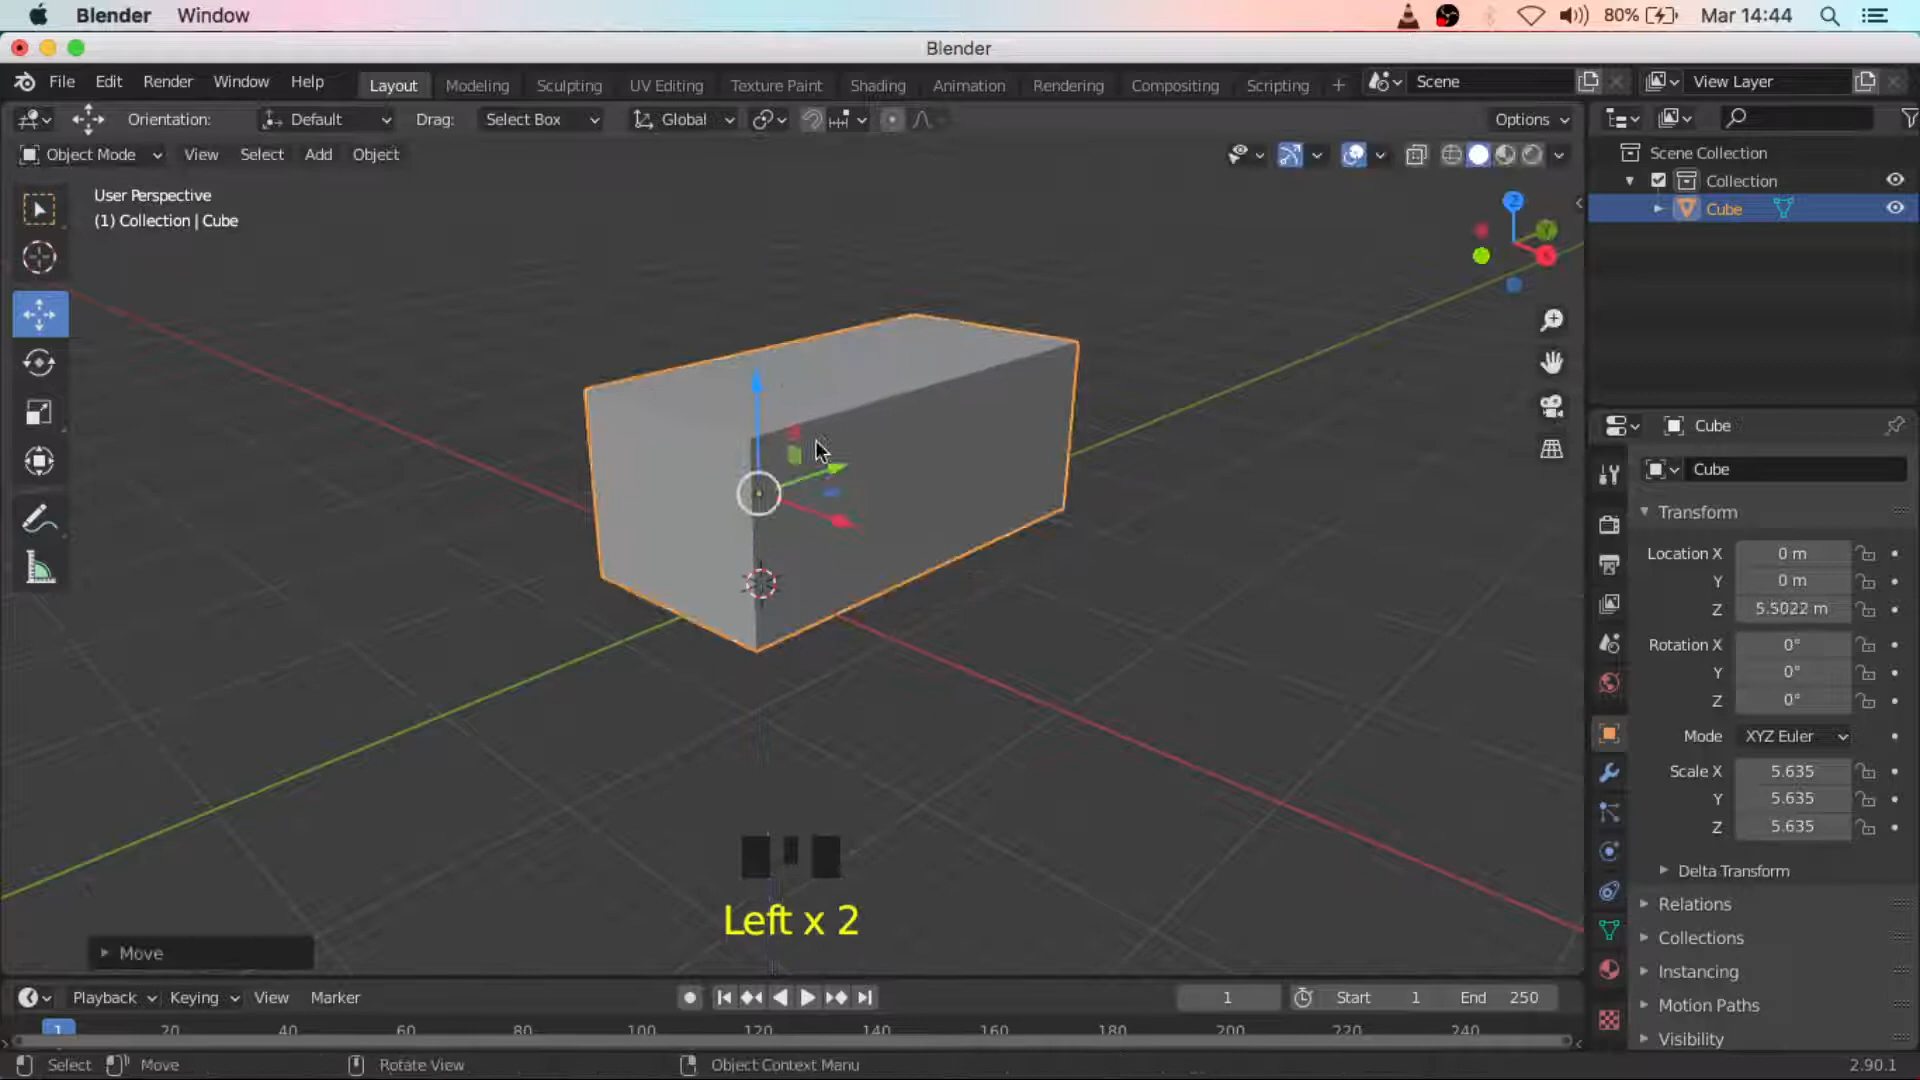 Blender Window 80% Mar 14:44
Blender
File Edit Render Window Help Layout Modeling Sculpting UV Editing Texture Paint Shading Animation Rendering Compositing Scripting + Scene View Layer
Orientation: Default Drag: Select Box Global Options
Object Mode View Select Add Object
User Perspective
(1) Collection | Cube
Z
Y
X
Scene Collection
Collection
Cube
Cube
Cube
Transform
Location X 0 m
Y 0 m
Z 5.5022 m
Rotation X 0°
Y 0°
Z 0°
Mode XYZ Euler
Scale X 5.635
Y 5.635
Z 5.635
Delta Transform
Relations
Collections
Instancing
Motion Paths
Visibility
Left x 2
Move
Playback Keying View Marker 1 Start 1 End 250
1 20 40 60 80 100 120 140 160 180 200 220 240
Select Move Rotate View Object Context Menu 2.90.1